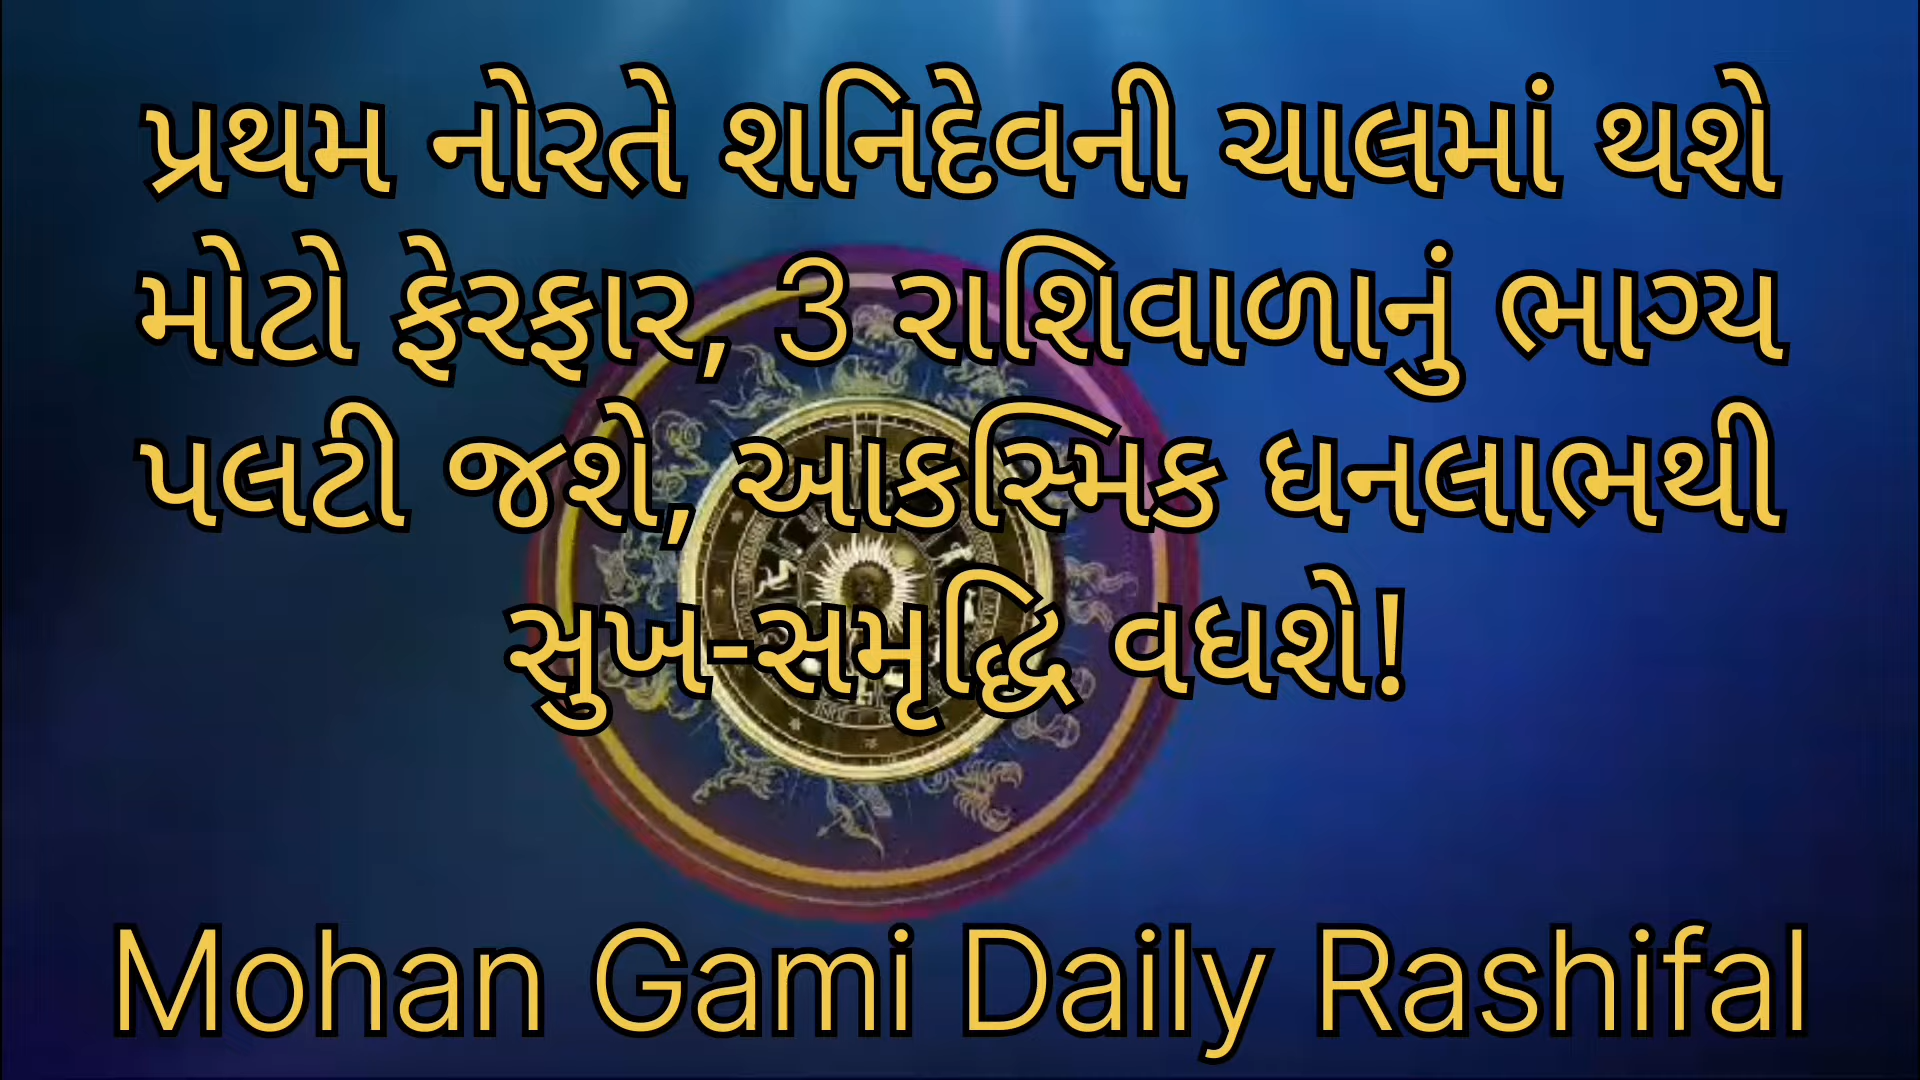 પ્રથમ નોરતે શનિદેવની ચાલમાં થશે
મોટો ફેરફાર, 3 રાશિવાળાનું ભાગ્ય
પલટી જશે, આકસ્મિક ધનલાભથી
સુખ-સમૃદ્ધિ વધશે!
Mohan Gami Daily Rashifal